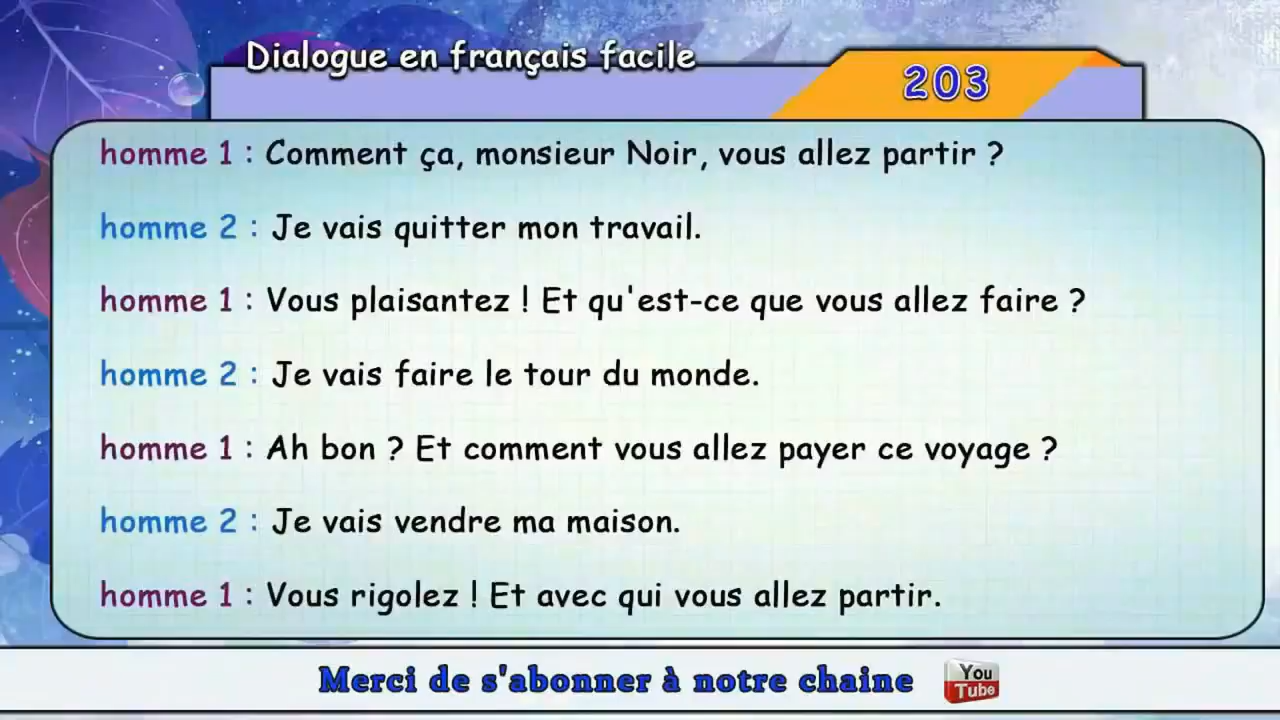 Dialogue en français facile
203
homme 1 : Comment ça, monsieur Noir, vous allez partir ?
homme 2 : Je vais quitter mon travail.
homme 1 : Vous plaisantez ! Et qu'est-ce que vous allez faire ?
homme 2 : Je vais faire le tour du monde.
homme 1 : Ah bon ? Et comment vous allez payer ce voyage ?
homme 2 : Je vais vendre ma maison.
homme 1 : Vous rigolez ! Et avec qui vous allez partir.
Merci de s'abonner à notre chaine
You
Tube